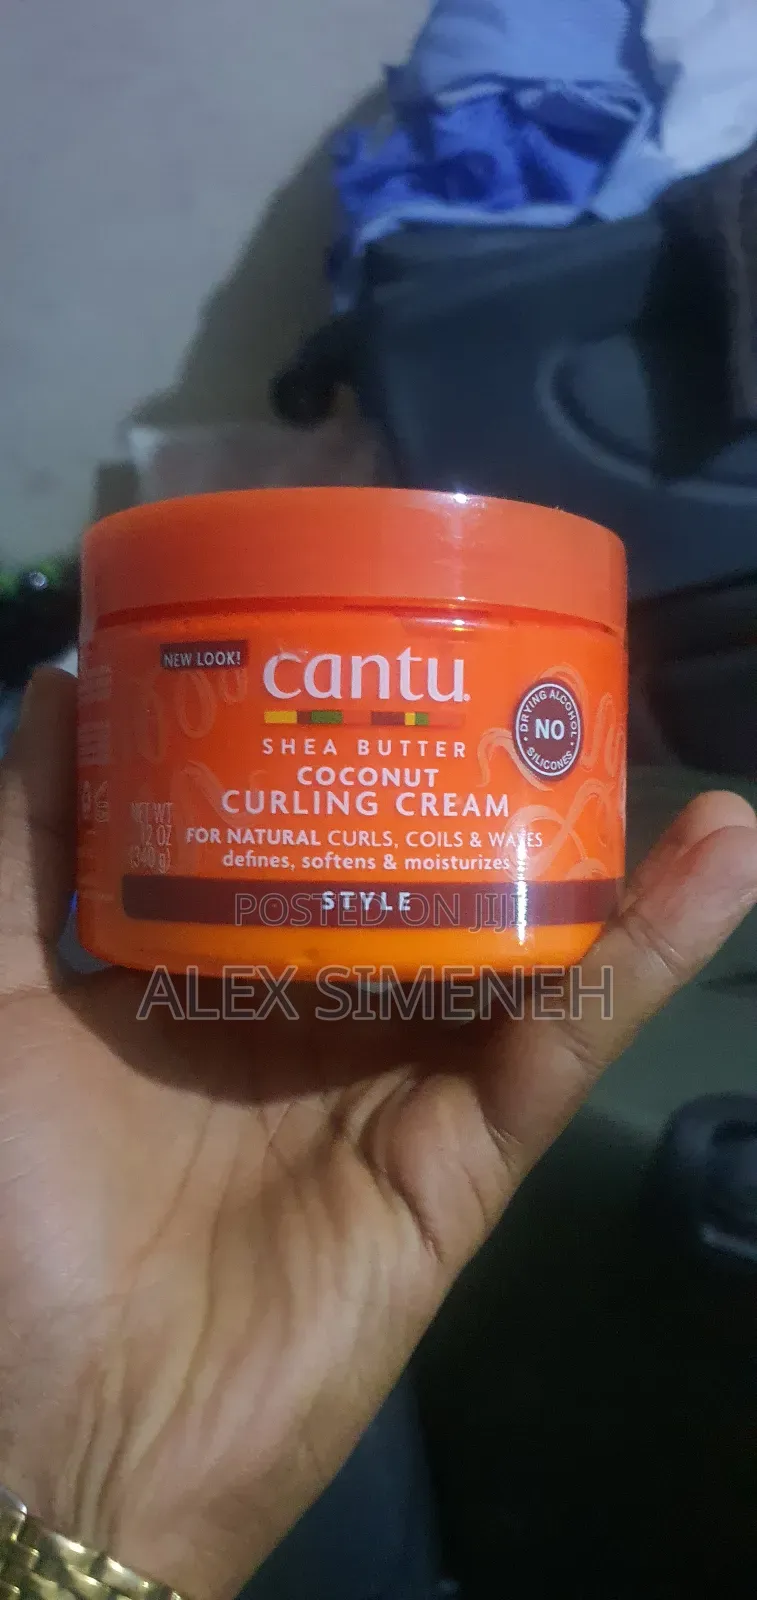 NEW LOOK!
cantu
SHEA BUTTER
COCONUT
CURLING CREAM
DRYING ALCOHOL
NO
SILICONES
NET WT
12 OZ
(340 g)
FOR NATURAL CURLS, COILS & WAVES
defines, softens & moisturizes
STYLE
POSTED ON JIJI
ALEX SIMENEH